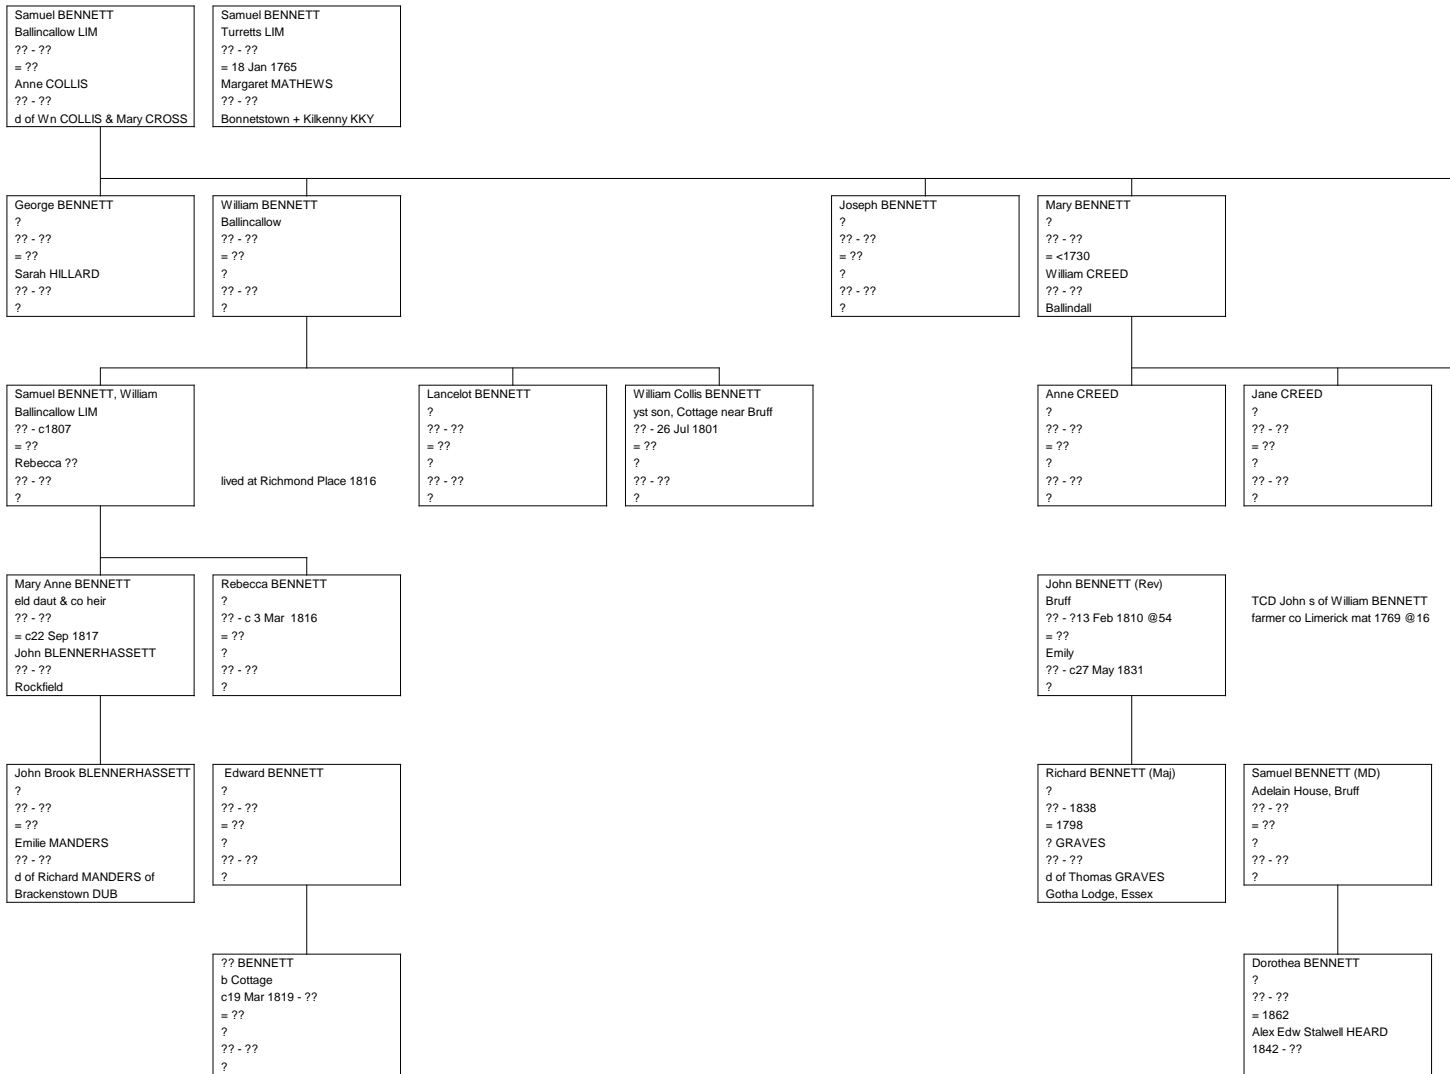 Samuel BENNETT
Ballincallow LIM
?? - ??
= ??
Anne COLLIS
?? - ??
d of Wn COLLIS & Mary CROSS
Samuel BENNETT
Turretts LIM
?? - ??
= 18 Jan 1765
Margaret MATHEWS
?? - ??
Bonnetstown + Kilkenny KKY
George BENNETT
?
?? - ??
= ??
Sarah HILLARD
?? - ??
?
William BENNETT
Ballincallow
?? - ??
= ??
?
?? - ??
?
Joseph BENNETT
?
?? - ??
= ??
?
?? - ??
?
Mary BENNETT
?
?? - ??
= <1730
William CREED
?? - ??
Ballindall
Samuel BENNETT, William
Ballincallow LIM
?? - c1807
= ??
Rebecca ??
?? - ??
?
lived at Richmond Place 1816
Lancelot BENNETT
?
?? - ??
= ??
?
?? - ??
?
William Collis BENNETT
yst son, Cottage near Bruff
?? - 26 Jul 1801
= ??
?
?? - ??
?
Anne CREED
?
?? - ??
= ??
?
?? - ??
?
Jane CREED
?
?? - ??
= ??
?
?? - ??
?
Mary Anne BENNETT
eld daut & co heir
?? - ??
= c22 Sep 1817
John BLENNERHASSETT
?? - ??
Rockfield
Rebecca BENNETT
?
?? - c 3 Mar 1816
= ??
?
?? - ??
?
John BENNETT (Rev)
Bruff
?? - ?13 Feb 1810 @54
= ??
Emily
?? - c27 May 1831
?
TCD John s of William BENNETT
farmer co Limerick mat 1769 @16
John Brook BLENNERHASSETT
?
?? - ??
= ??
Emilie MANDERS
?? - ??
d of Richard MANDERS of
Brackenstown DUB
Edward BENNETT
?
?? - ??
= ??
?
?? - ??
?
Richard BENNETT (Maj)
?
?? - 1838
= 1798
? GRAVES
?? - ??
d of Thomas GRAVES
Gotha Lodge, Essex
Samuel BENNETT (MD)
Adelain House, Bruff
?? - ??
= ??
?
?? - ??
?
?? BENNETT
b Cottage
c19 Mar 1819 - ??
= ??
?
?? - ??
?
Dorothea BENNETT
?
?? - ??
= 1862
Alex Edw Stalwell HEARD
1842 - ??